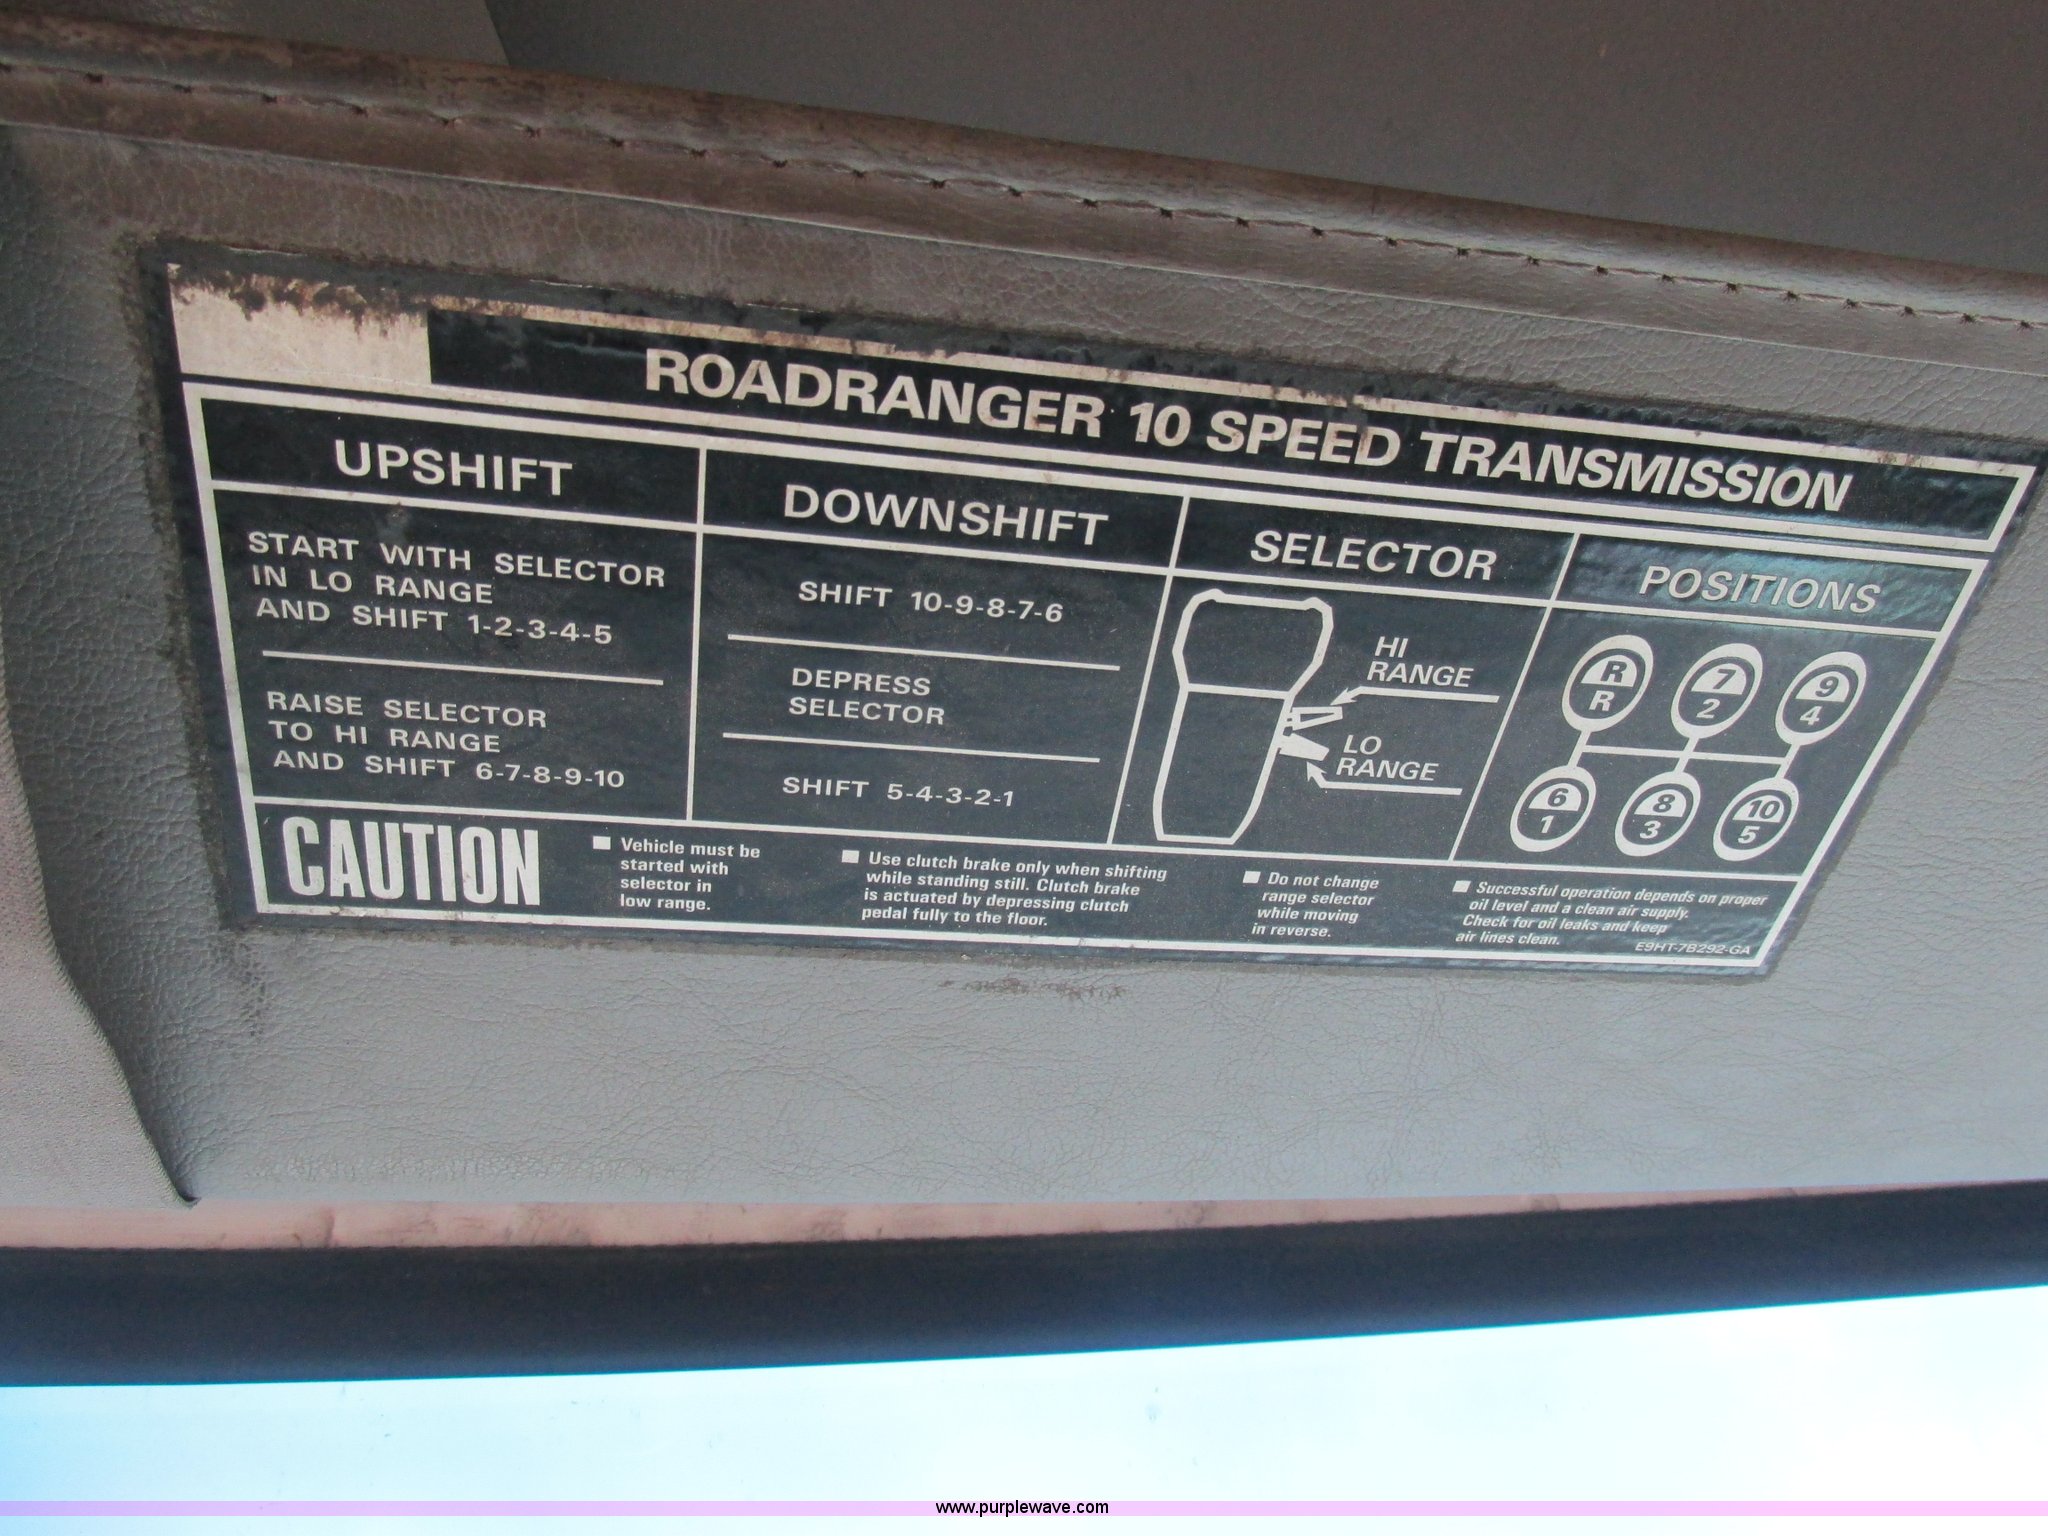 ROADRANGER 10 SPEED TRANSMISSION
UPSHIFT
START WITH SELECTOR
IN LO RANGE
AND SHIFT 1-2-3-4-5
RAISE SELECTOR
TO HI RANGE
AND SHIFT 6-7-8-9-10
DOWNSHIFT
SHIFT 10-9-8-7-6
DEPRESS
SELECTOR
SHIFT 5-4-3-2-1
SELECTOR
HI
RANGE
LO
RANGE
POSITIONS
R 7 9
R 2 4
6 8 10
1 3 5
CAUTION
Vehicle must be
started with
selector in
low range.
Use clutch brake only when shifting
while standing still. Clutch brake
is actuated by depressing clutch
pedal fully to the floor.
Do not change
range selector
while moving
in reverse.
Successful operation depends on proper
oil level and a clean air supply.
Check for oil leaks and keep
air lines clean.
E9HT-7B292-GA
www.purplewave.com